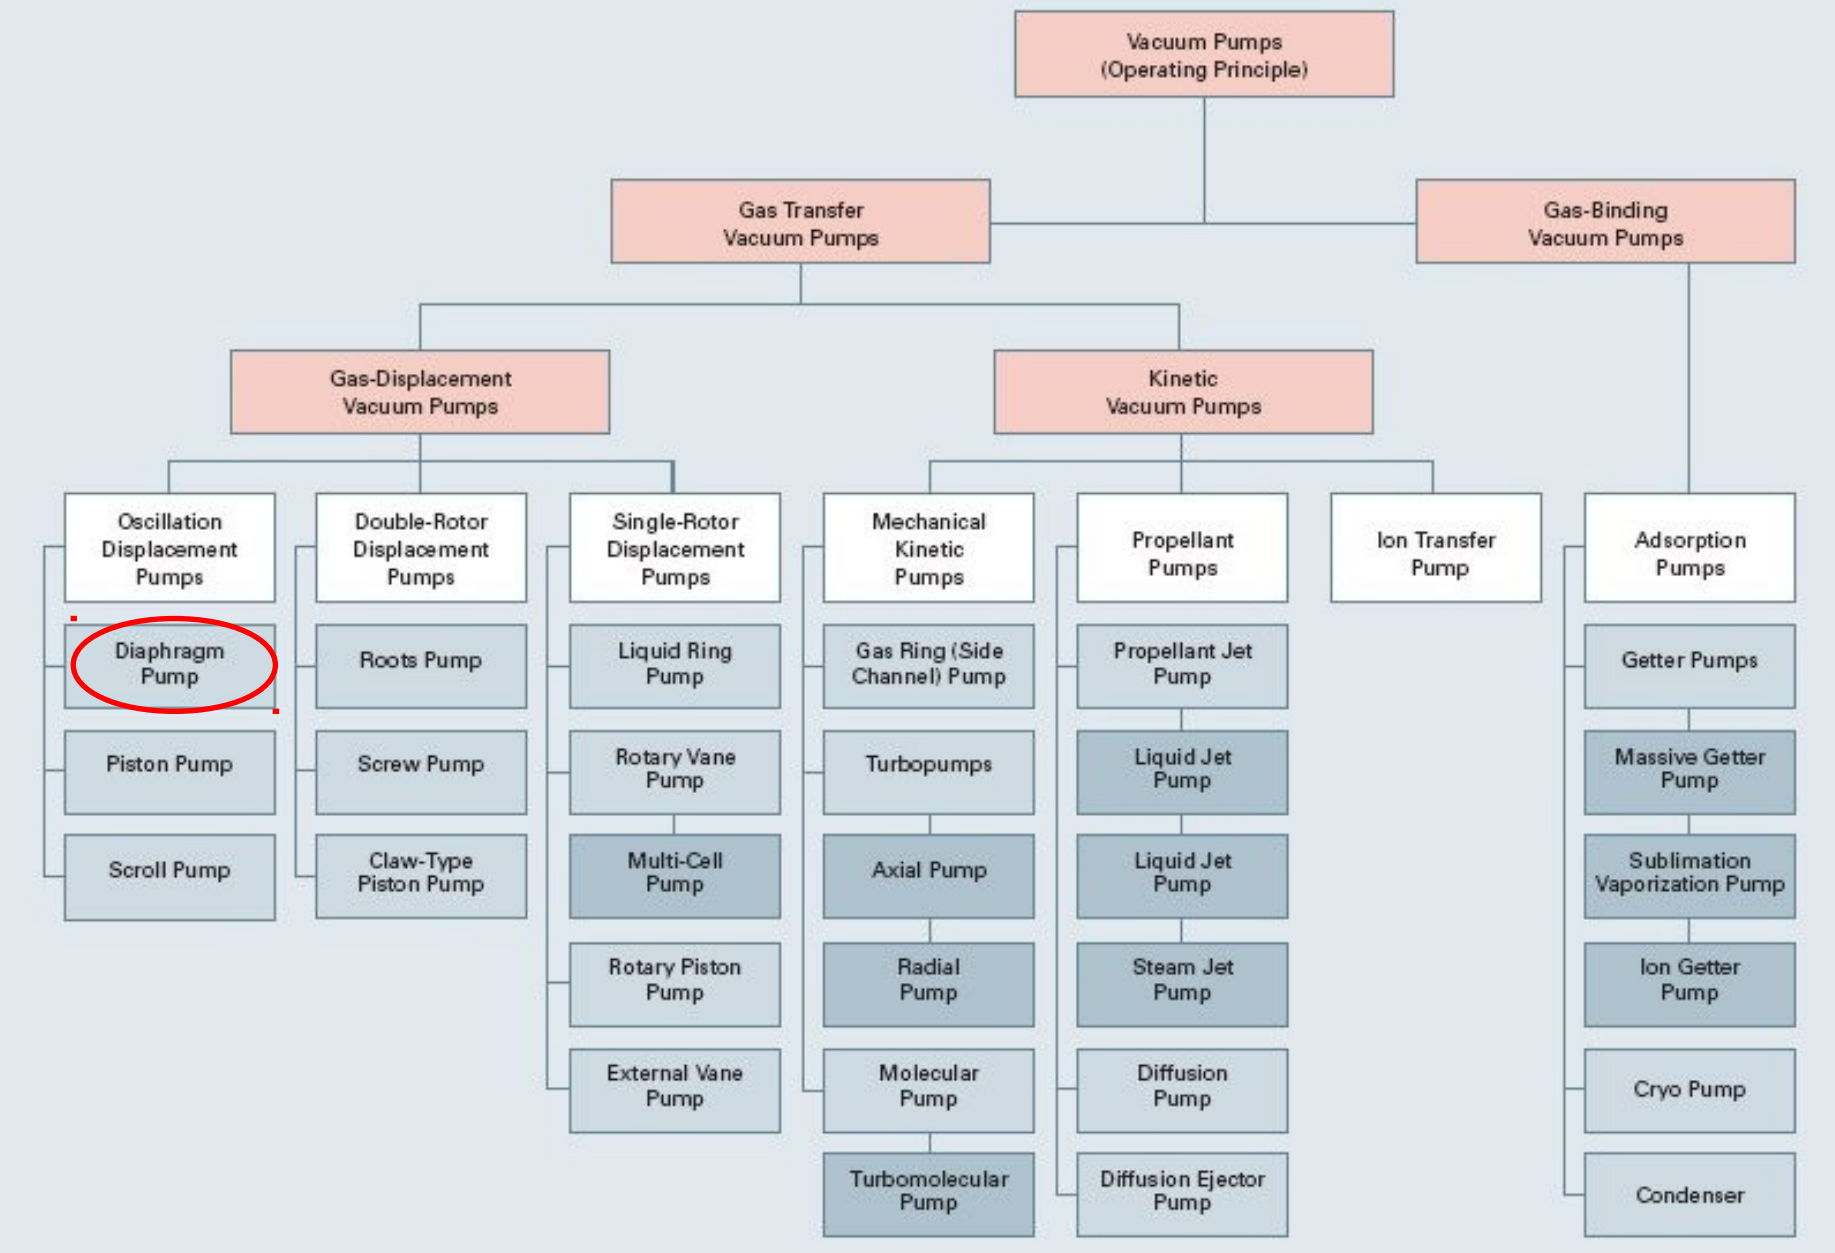 Vacuum Pumps
(Operating Principle)
Gas Transfer
Vacuum Pumps
Gas-Binding
Vacuum Pumps
Gas-Displacement
Vacuum Pumps
Kinetic
Vacuum Pumps
Oscillation
Displacement
Pumps
Double-Rotor
Displacement
Pumps
Single-Rotor
Displacement
Pumps
Mechanical
Kinetic
Pumps
Propellant
Pumps
Ion Transfer
Pump
Adsorption
Pumps
Diaphragm
Pump
Roots Pump
Liquid Ring
Pump
Gas Ring (Side
Channel) Pump
Propellant Jet
Pump
Getter Pumps
Piston Pump
Screw Pump
Rotary Vane
Pump
Turbopumps
Liquid Jet
Pump
Massive Getter
Pump
Scroll Pump
Claw-Type
Piston Pump
Multi-Cell
Pump
Axial Pump
Liquid Jet
Pump
Sublimation
Vaporization Pump
Rotary Piston
Pump
Radial
Pump
Steam Jet
Pump
Ion Getter
Pump
External Vane
Pump
Molecular
Pump
Diffusion
Pump
Cryo Pump
Turbomolecular
Pump
Diffusion Ejector
Pump
Condenser